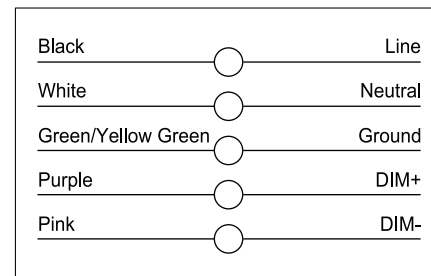 Black Line
White Neutral
Green/Yellow Green Ground
Purple DIM+
Pink DIM-